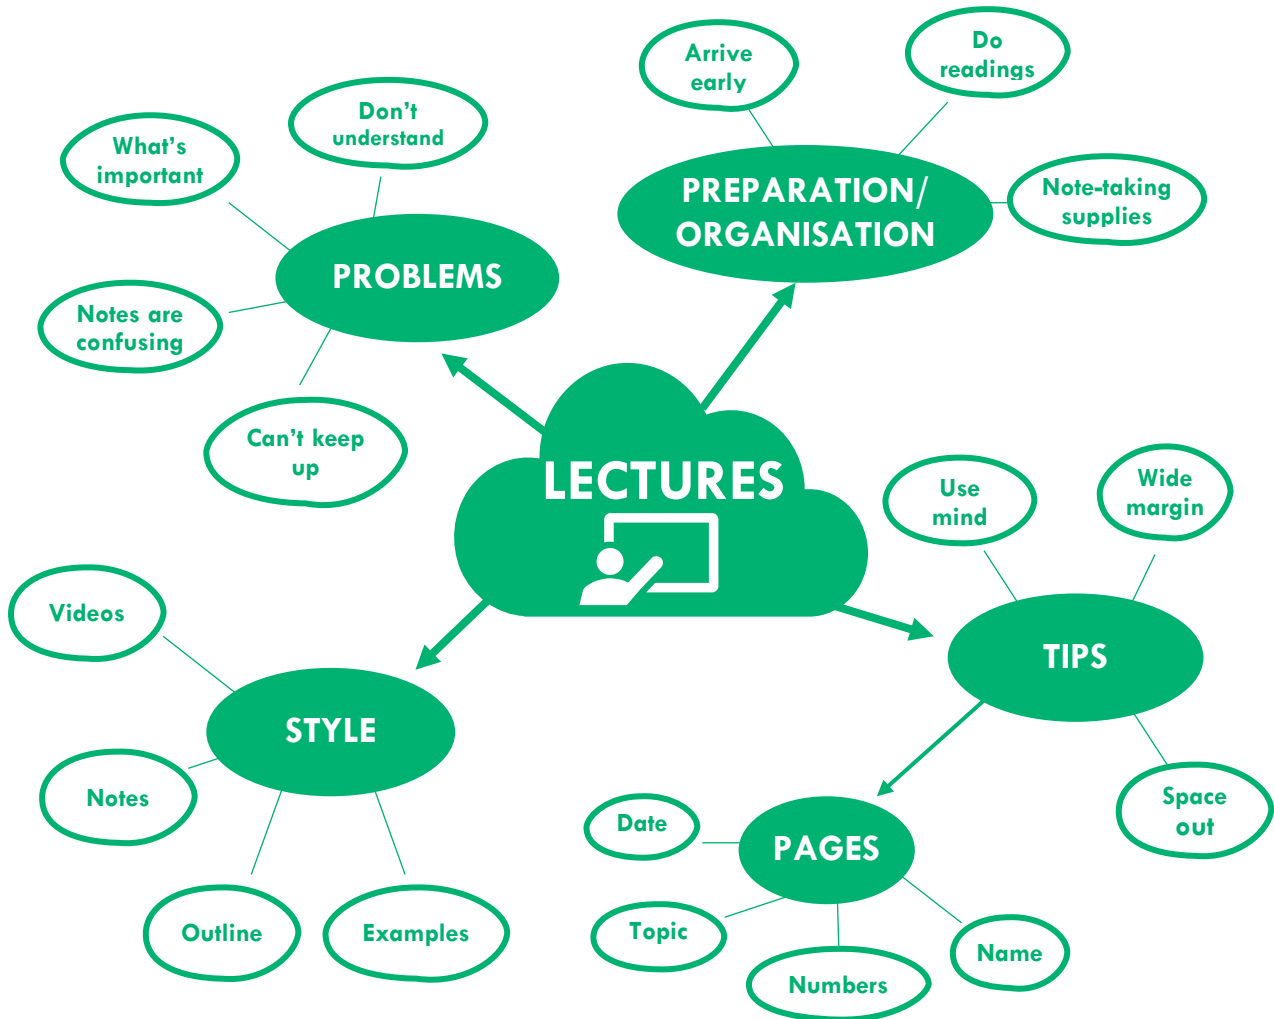 Arrive
early
Do
readings
Don't
understand
What's
important
PREPARATION/
ORGANISATION
Note-taking
supplies
PROBLEMS
Notes are
confusing
Can't keep
up
LECTURES
Use
mind
Wide
margin
Videos
TIPS
STYLE
Notes
Space
out
Date
PAGES
Outline
Examples
Topic
Name
Numbers